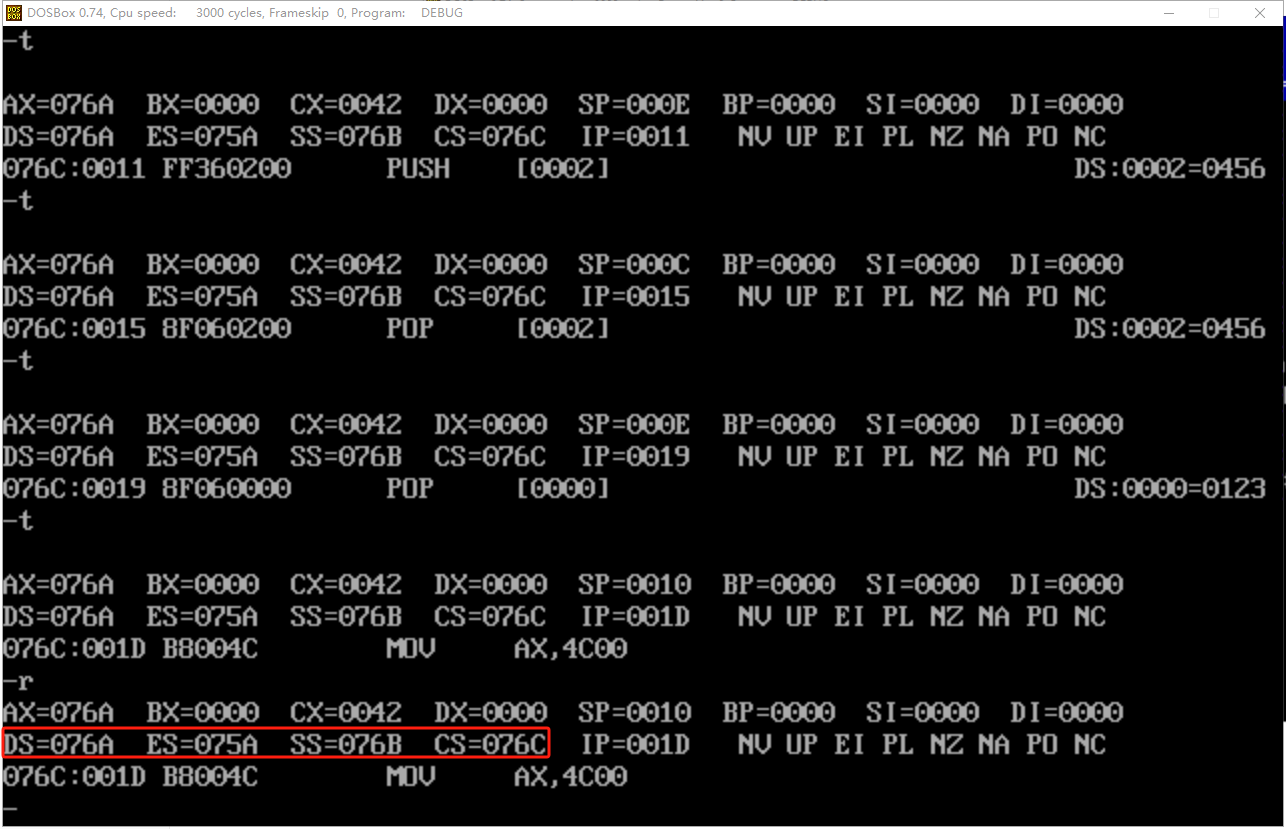 DOSBox 0.74, Cpu speed: 3000 cycles, Frameskip 0, Program: DEBUG
-t
AX=076A BX=0000 CX=0042 DX=0000 SP=000E BP=0000 SI=0000 DI=0000
DS=076A ES=075A SS=076B CS=076C IP=0011 NV UP EI PL NZ NA PO NC
076C:0011 FF360200 PUSH [0002] DS:0002=0456
-t
AX=076A BX=0000 CX=0042 DX=0000 SP=000C BP=0000 SI=0000 DI=0000
DS=076A ES=075A SS=076B CS=076C IP=0015 NV UP EI PL NZ NA PO NC
076C:0015 8F060200 POP [0002] DS:0002=0456
-t
AX=076A BX=0000 CX=0042 DX=0000 SP=000E BP=0000 SI=0000 DI=0000
DS=076A ES=075A SS=076B CS=076C IP=0019 NV UP EI PL NZ NA PO NC
076C:0019 8F060000 POP [0000] DS:0000=0123
-t
AX=076A BX=0000 CX=0042 DX=0000 SP=0010 BP=0000 SI=0000 DI=0000
DS=076A ES=075A SS=076B CS=076C IP=001D NV UP EI PL NZ NA PO NC
076C:001D B8004C MOV AX,4C00
-r
AX=076A BX=0000 CX=0042 DX=0000 SP=0010 BP=0000 SI=0000 DI=0000
DS=076A ES=075A SS=076B CS=076C IP=001D NV UP EI PL NZ NA PO NC
076C:001D B8004C MOV AX,4C00
-